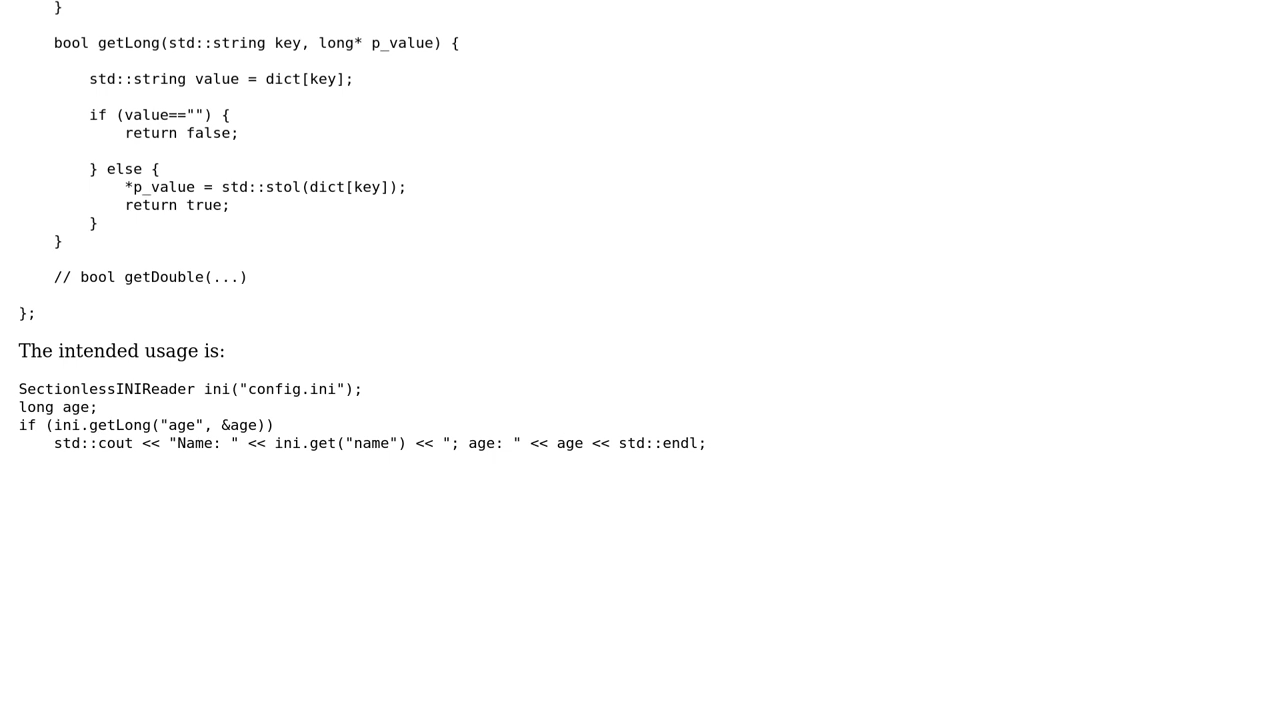 }

    bool getLong(std::string key, long* p_value) {

        std::string value = dict[key];

        if (value=="") {
            return false;

        } else {
            *p_value = std::stol(dict[key]);
            return true;
        }
    }

    // bool getDouble(...)

};

The intended usage is:

SectionlessINIReader ini("config.ini");
long age;
if (ini.getLong("age", &age))
    std::cout << "Name: " << ini.get("name") << "; age: " << age << std::endl;